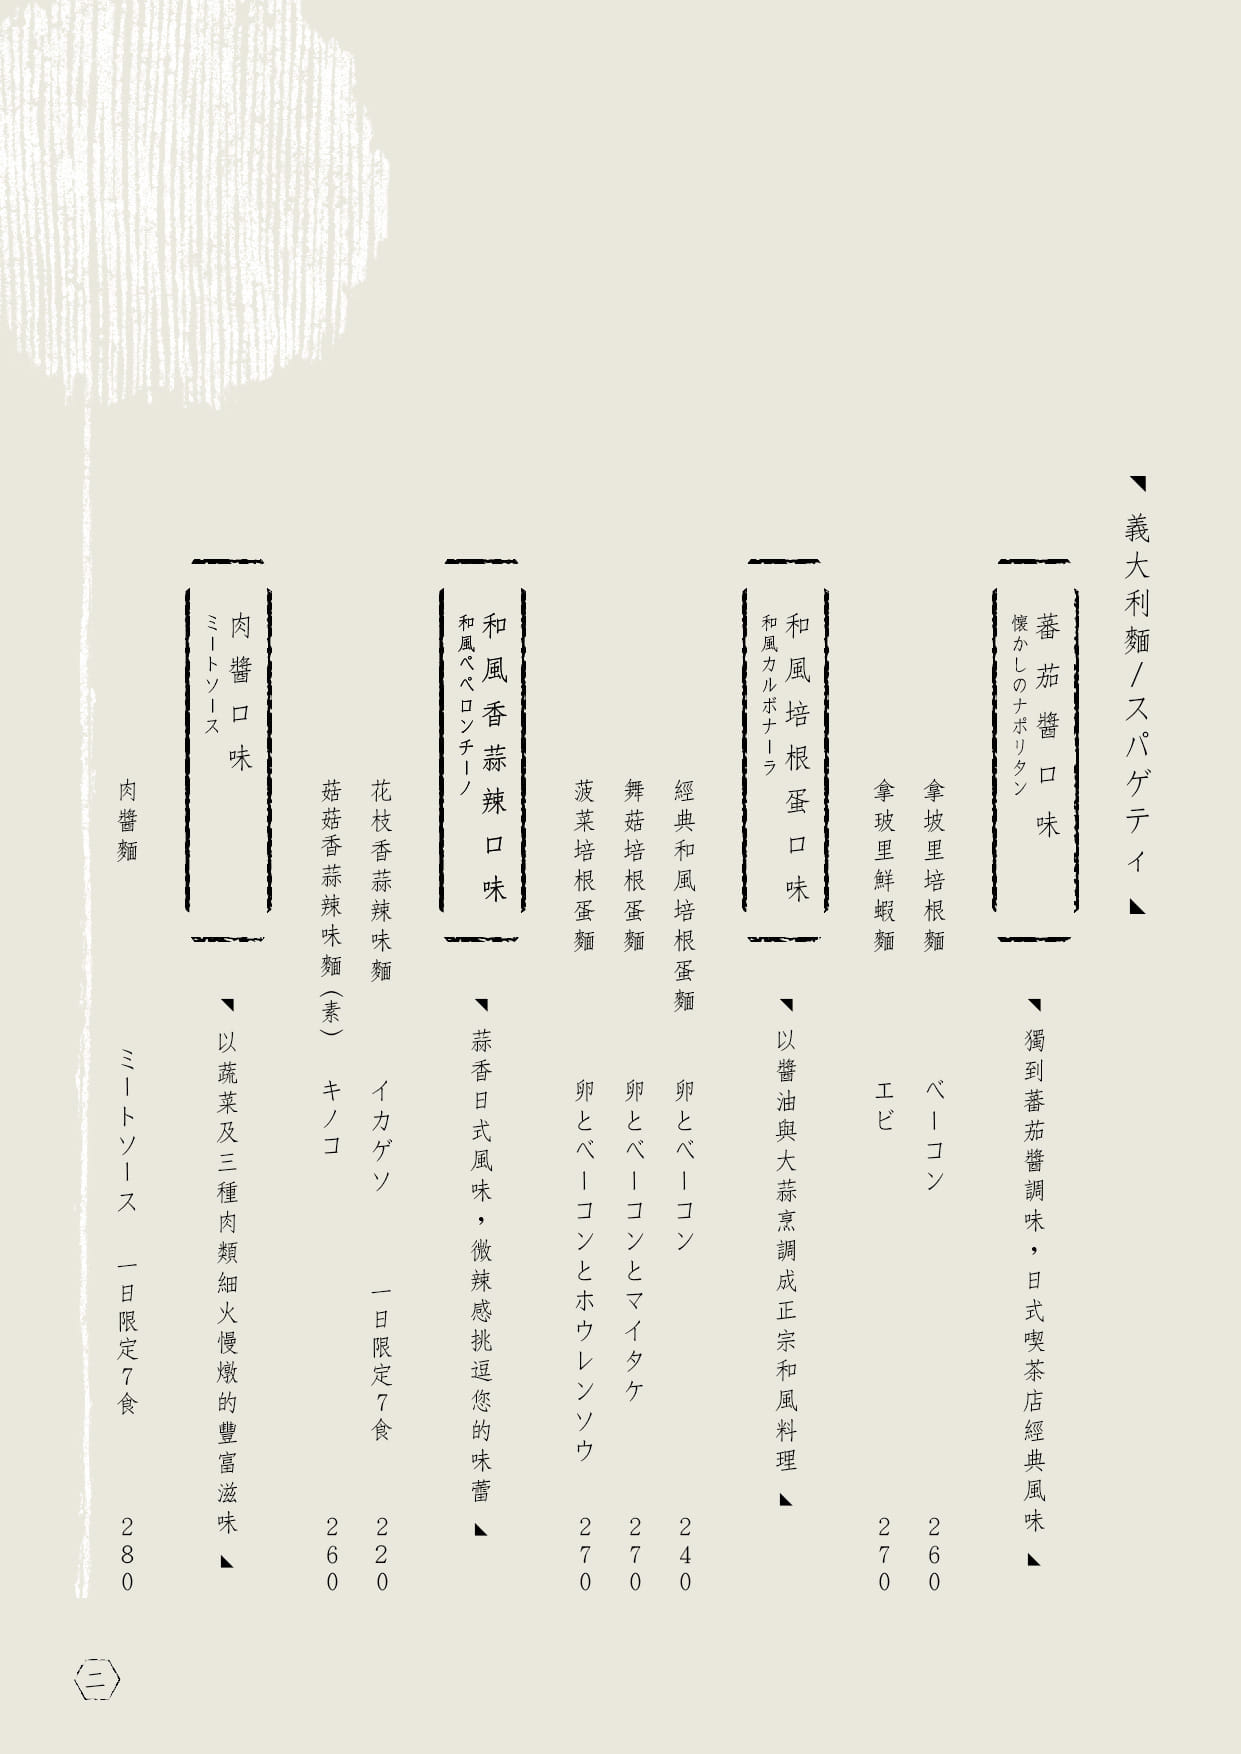 義大利麵/スパゲティ
蕃茄醬口味
懐かしのナポリタン
獨到蕃茄醬調味，日式喫茶店經典風味
拿坡里培根麵 ベーコン 260
拿玻里鮮蝦麵 エビ 270
和風培根蛋口味
和風カルボナーラ
以醬油與大蒜烹調成正宗和風料理
經典和風培根蛋麵 卵とベーコン 240
舞菇培根蛋麵 卵とベーコンとマイタケ 270
菠菜培根蛋麵 卵とベーコンとホウレンソウ 270
和風香蒜辣口味
和風ペペロンチーノ
蒜香日式風味，微辣感挑逗您的味蕾
花枝香蒜辣味麵 イカゲソ 一日限定7食 220
菇菇香蒜辣味麵（素） キノコ 260
肉醬口味
ミートソース
以蔬菜及三種肉類細火慢燉的豐富滋味
肉醬麵 ミートソース 一日限定7食 280
二